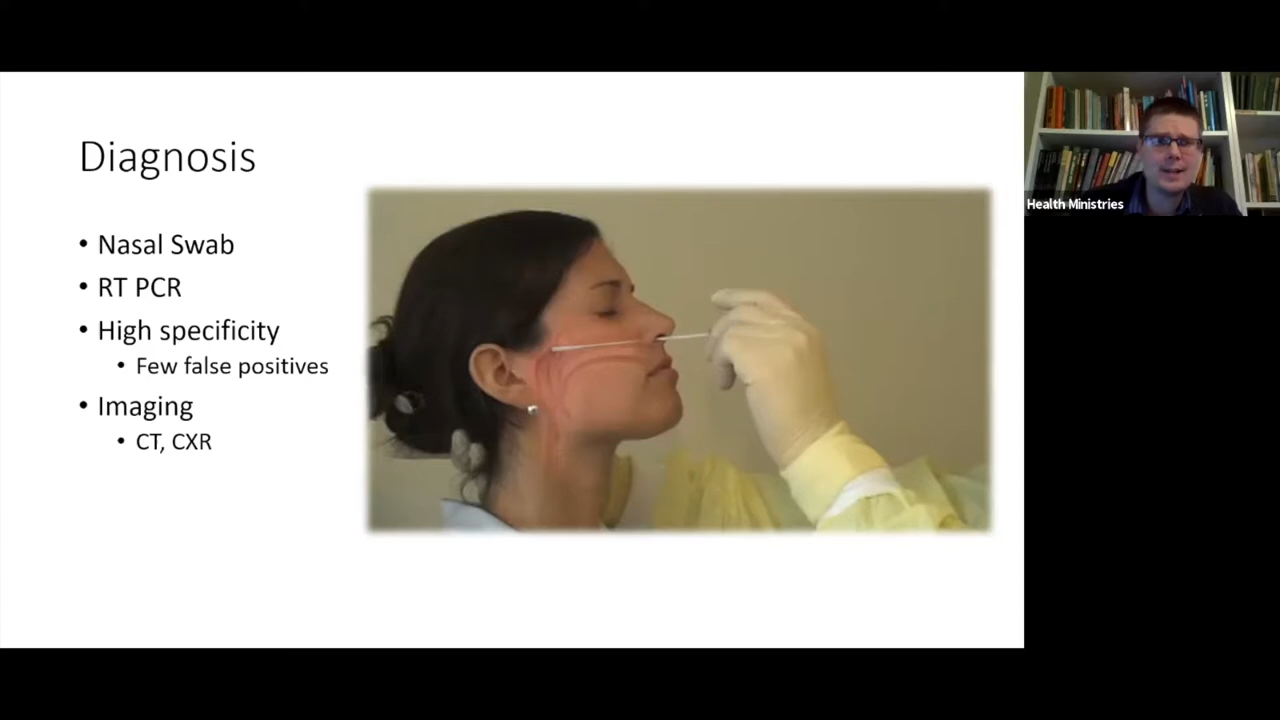 Diagnosis
• Nasal Swab
• RT PCR
• High specificity
• Few false positives
• Imaging
• CT, CXR
Health Ministries